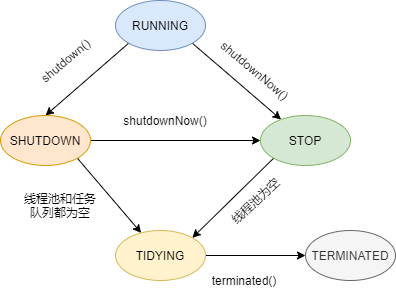 RUNNING
shutdown()
shutdownNow()
SHUTDOWN
shutdownNow()
STOP
线程池和任务
队列都为空
线程池为空
TIDYING
TERMINATED
terminated()